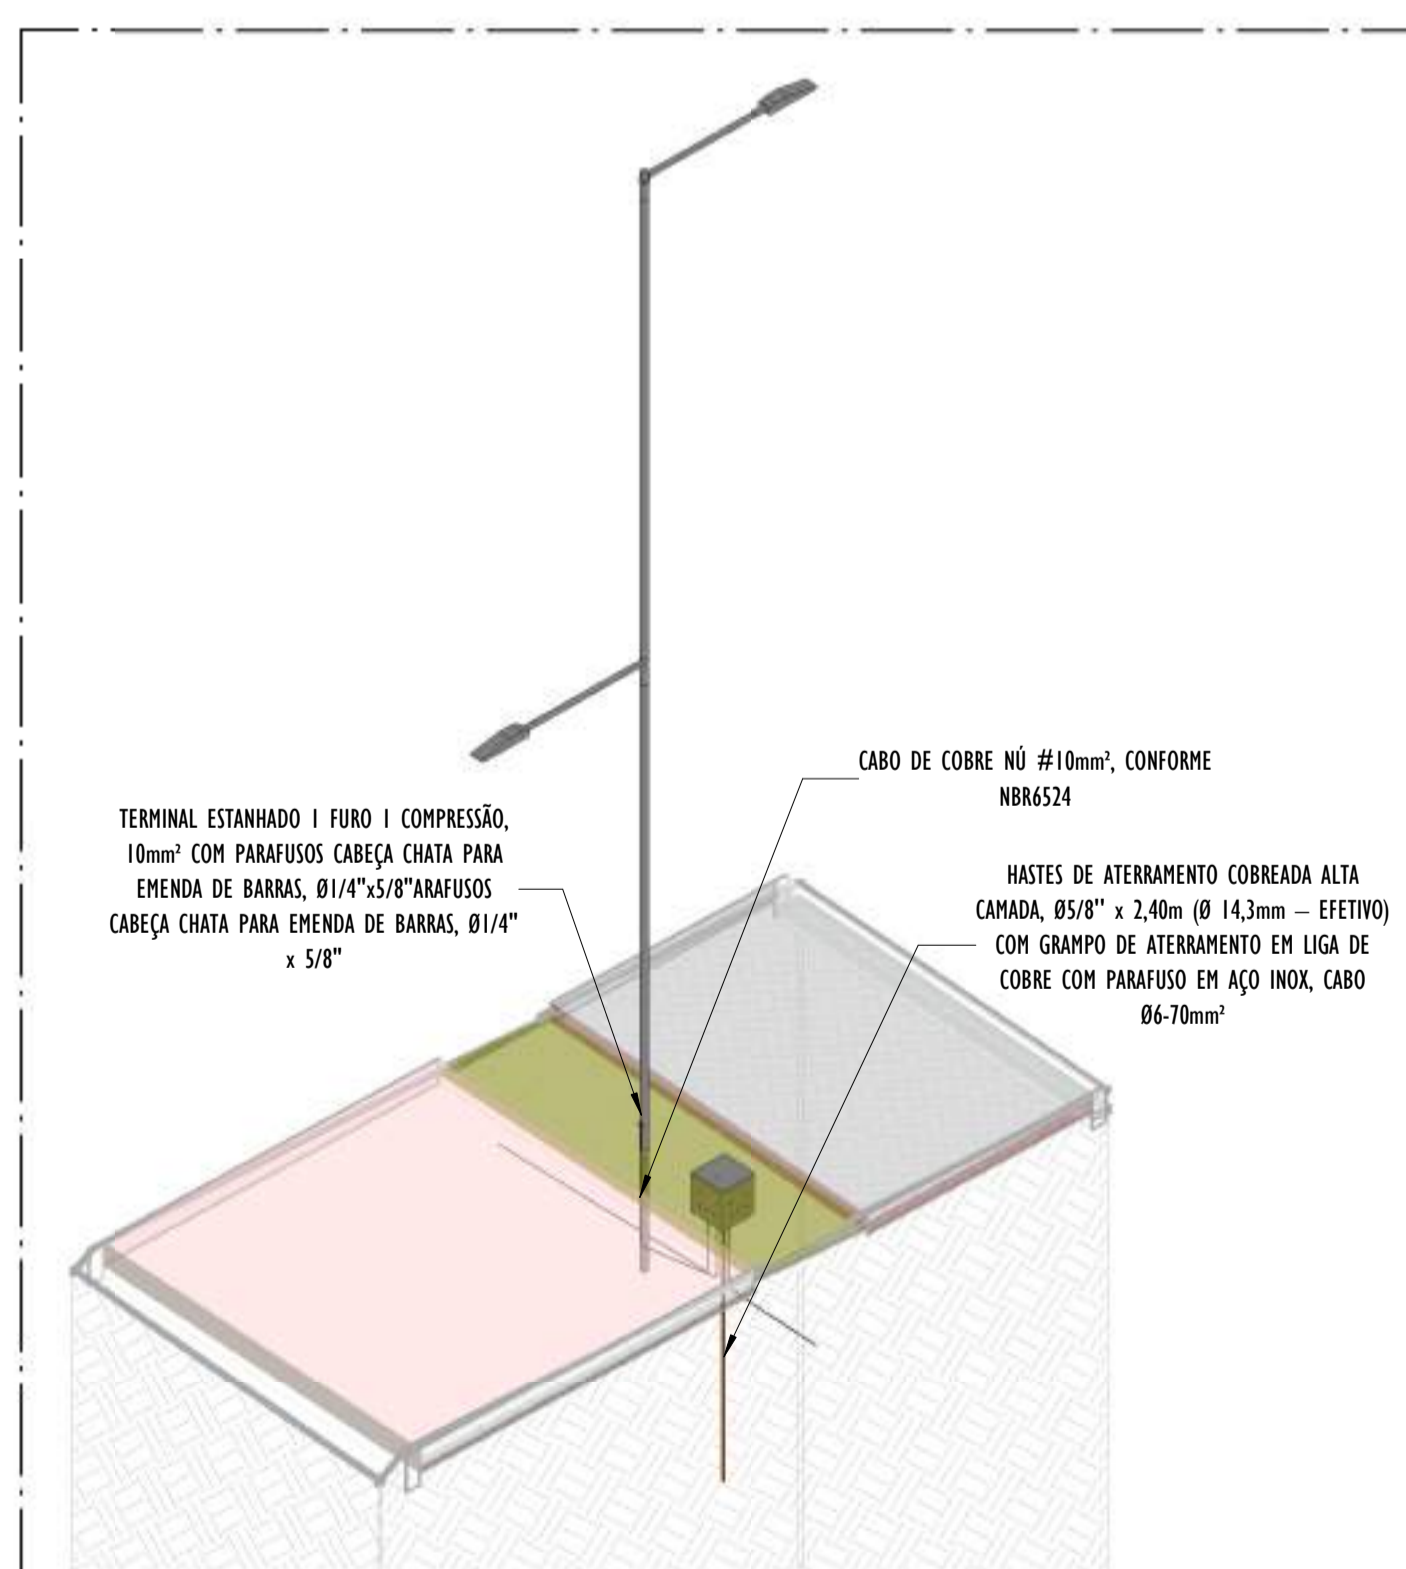 CABO DE COBRE NÚ #10mm², CONFORME
NBR6524
TERMINAL ESTANHADO 1 FURO 1 COMPRESSÃO,
10mm² COM PARAFUSOS CABEÇA CHATA PARA
EMENDA DE BARRAS, Ø1/4"x5/8"ARAFUSOS
CABEÇA CHATA PARA EMENDA DE BARRAS, Ø1/4"
x 5/8"
HASTES DE ATERRAMENTO COBREADA ALTA
CAMADA, Ø5/8'' x 2,40m (Ø 14,3mm – EFETIVO)
COM GRAMPO DE ATERRAMENTO EM LIGA DE
COBRE COM PARAFUSO EM AÇO INOX, CABO
Ø6-70mm²